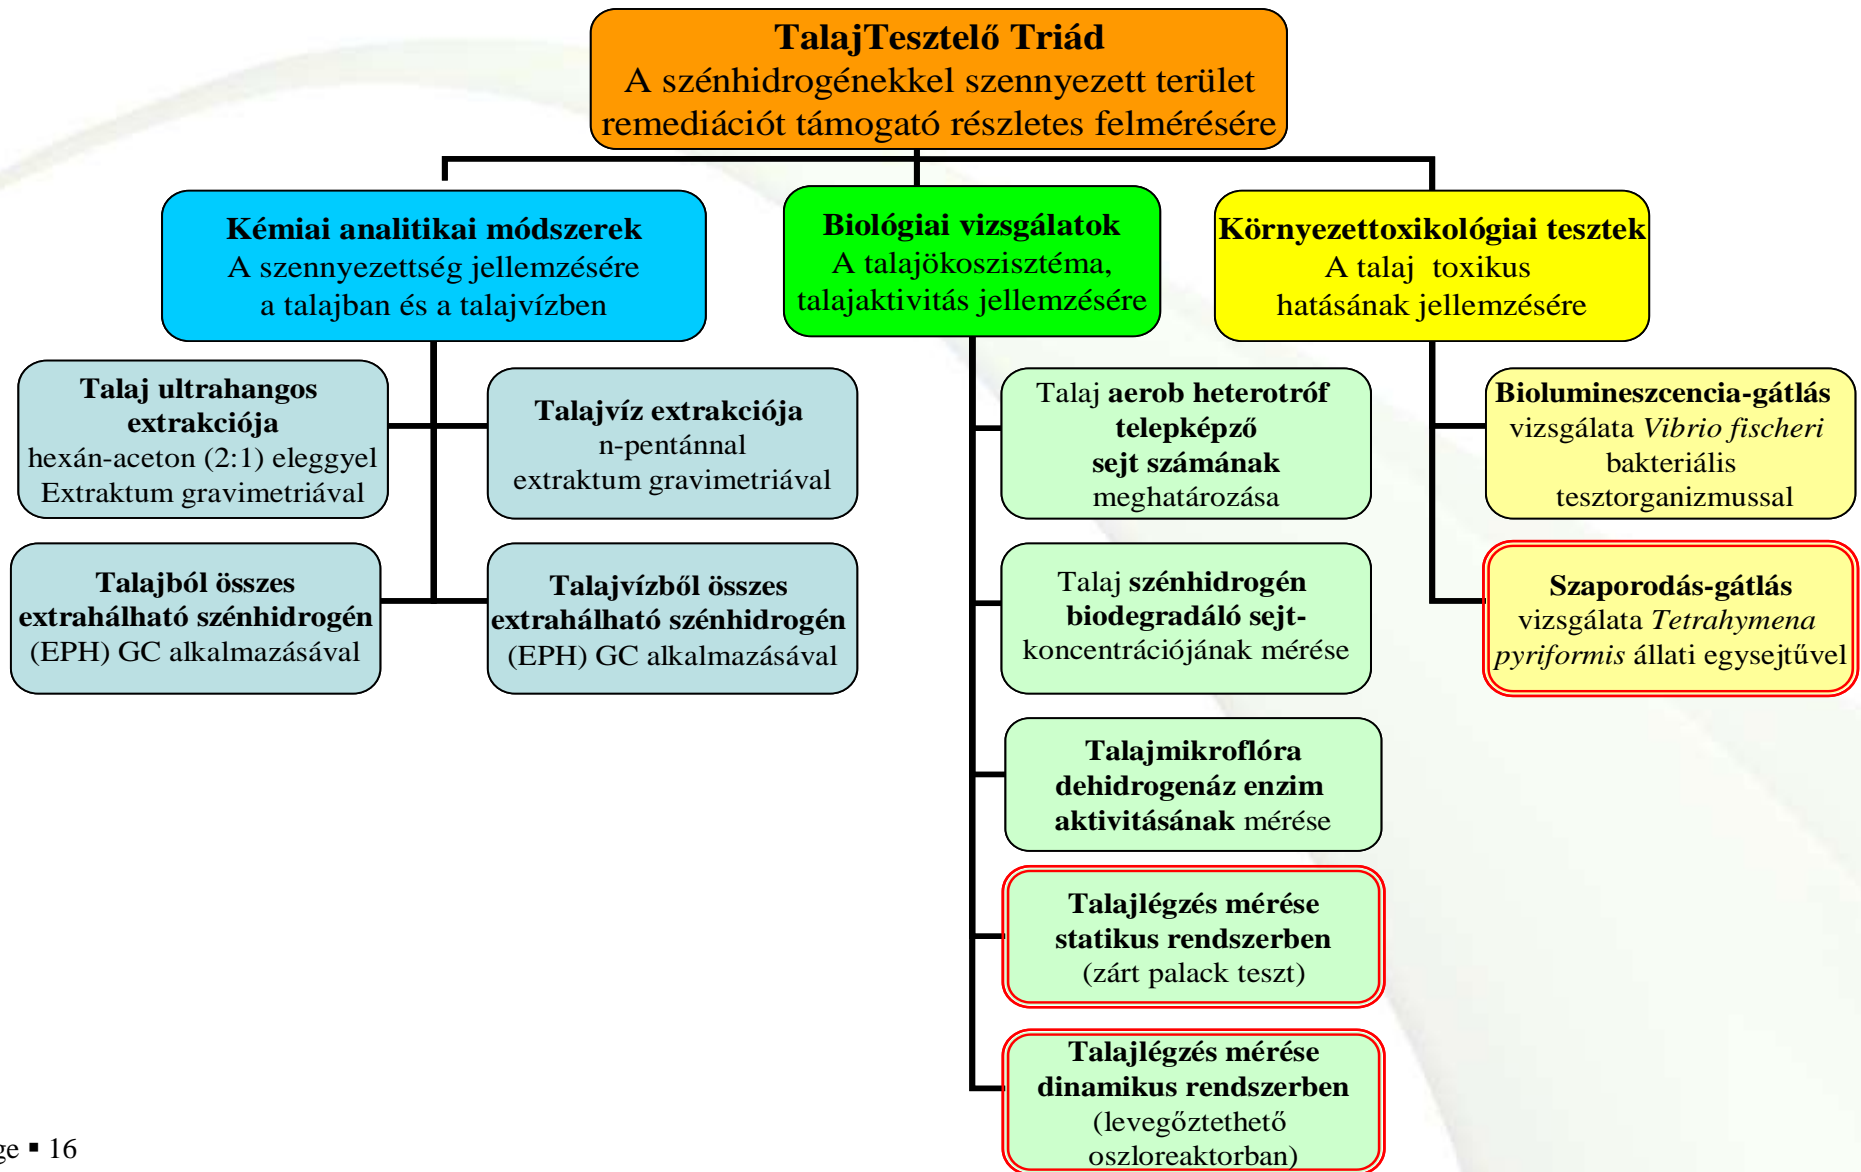 TalajTesztelő Triád
A szénhidrogénekkel szennyezett terület
remediációt támogató részletes felmérésére
Kémiai analitikai módszerek
A szennyezettség jellemzésére
a talajban és a talajvízben
Biológiai vizsgálatok
A talajökoszisztéma,
talajaktivitás jellemzésére
Környezettoxikológiai tesztek
A talaj toxikus
hatásának jellemzésére
Talaj ultrahangos
extrakciója
hexán-aceton (2:1) eleggyel
Extraktum gravimetriával
Talajvíz extrakciója
n-pentánnal
extraktum gravimetriával
Talajból összes
extrahálható szénhidrogén
(EPH) GC alkalmazásával
Talajvízből összes
extrahálható szénhidrogén
(EPH) GC alkalmazásával
Talaj aerob heterotróf
telepképző
sejt számának
meghatározása
Talaj szénhidrogén
biodegradáló sejt-
koncentrációjának mérése
Talajmikroflóra
dehidrogenáz enzim
aktivitásának mérése
Talajlégzés mérése
statikus rendszerben
(zárt palack teszt)
Talajlégzés mérése
dinamikus rendszerben
(levegőztethető
oszloreaktorban)
Biolumineszcencia-gátlás
vizsgálata Vibrio fischeri
bakteriális
tesztorganizmussal
Szaporodás-gátlás
vizsgálata Tetrahymena
pyriformis állati egysejtűvel
ge ▪ 16